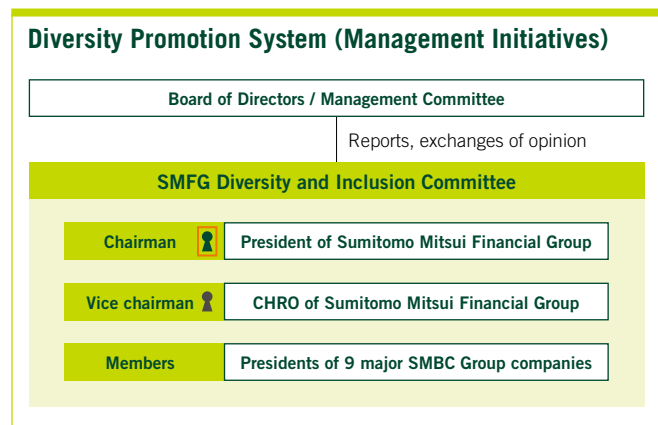 Diversity Promotion System (Management Initiatives)
Board of Directors / Management Committee
Reports, exchanges of opinion
SMFG Diversity and Inclusion Committee
Chairman President of Sumitomo Mitsui Financial Group
Vice chairman CHRO of Sumitomo Mitsui Financial Group
Members Presidents of 9 major SMBC Group companies